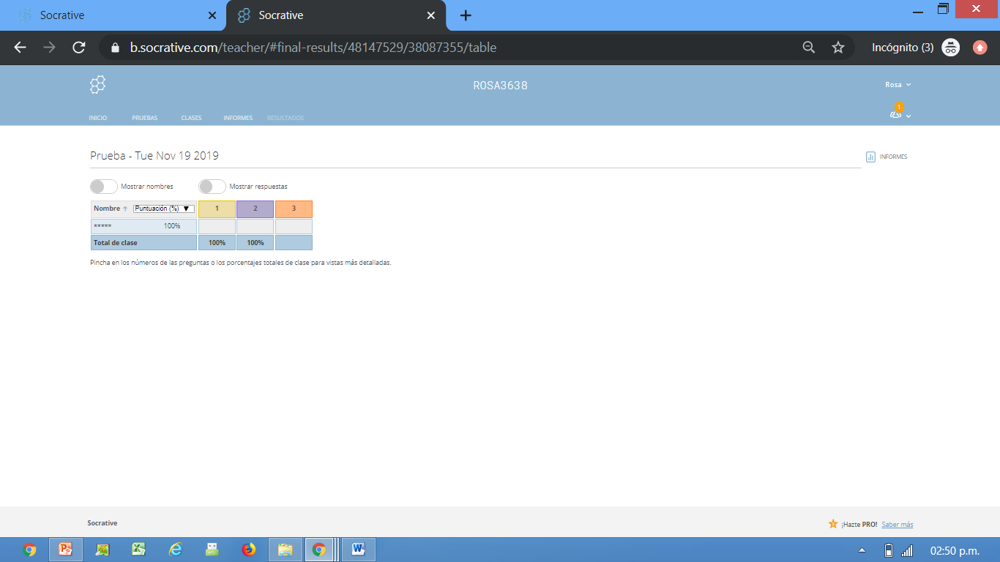 Socrative
Socrative
b.socrative.com/teacher/#final-results/48147529/38087355/table
Incógnito (3)
ROSA3638
Rosa
INICIO PRUEBAS CLASES INFORMES RESULTADOS
1
Prueba - Tue Nov 19 2019
INFORMES
Mostrar nombres Mostrar respuestas
Nombre Puntuación (%) 1 2 3
***** 100%
Total de clase 100% 100%
Pincha en los números de las preguntas o los porcentajes totales de clase para vistas más detalladas.
Socrative
¡Hazte PRO! Saber más
02:50 p.m.